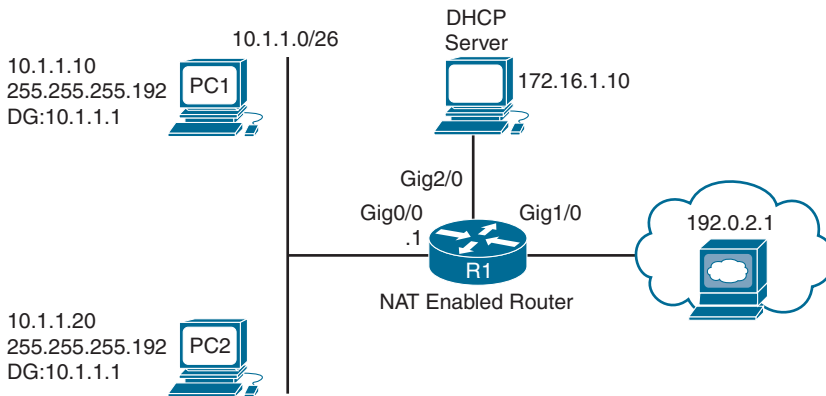 10.1.1.0/26
10.1.1.10
255.255.255.192
DG:10.1.1.1
PC1
DHCP
Server
172.16.1.10
Gig2/0
Gig0/0
.1
Gig1/0
R1
NAT Enabled Router
192.0.2.1
10.1.1.20
255.255.255.192
DG:10.1.1.1
PC2